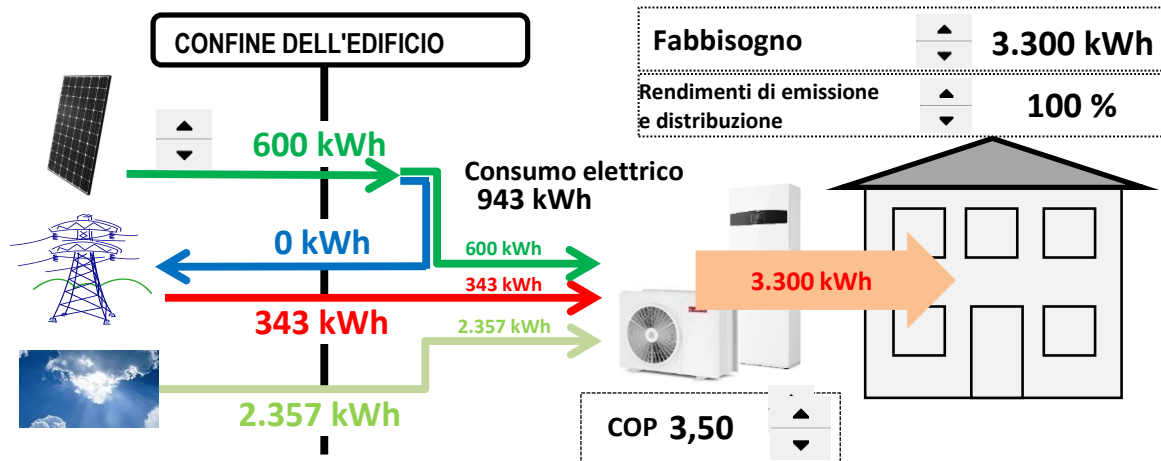 CONFINE DELL'EDIFICIO
Fabbisogno
3.300 kWh
Rendimenti di emissione
e distribuzione
100 %
600 kWh
Consumo elettrico
943 kWh
0 kWh
600 kWh
343 kWh
343 kWh
3.300 kWh
2.357 kWh
2.357 kWh
COP 3,50